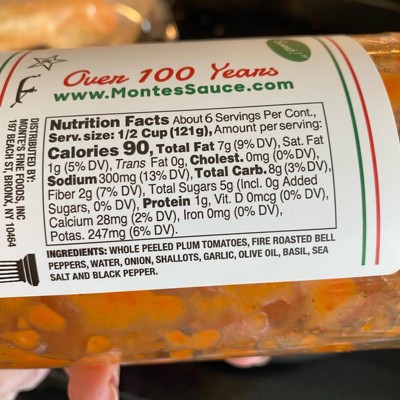 Over 100 Years
www.MontesSauce.com
Nutrition Facts About 6 Servings Per Cont.,
Serv. size: 1/2 Cup (121g), Amount per serving:
Calories 90, Total Fat 7g (9% DV), Sat. Fat
1g (5% DV), Trans Fat 0g, Cholest. 0mg (0% DV),
Sodium 300mg (13% DV), Total Carb. 8g (3% DV),
Fiber 2g (7% DV), Total Sugars 5g (Incl. 0g Added
Sugars, 0% DV), Protein 1g, Vit. D 0mcg (0% DV),
Calcium 28mg (2% DV), Iron 0mg (0% DV),
Potas. 247mg (6% DV).
INGREDIENTS: WHOLE PEELED PLUM TOMATOES, FIRE ROASTED BELL
PEPPERS, WATER, ONION, SHALLOTS, GARLIC, OLIVE OIL, BASIL, SEA
SALT AND BLACK PEPPER.
DISTRIBUTED BY:
MONTE'S FINE FOODS, INC
197 BEACH ST, BRONX, NY 10464